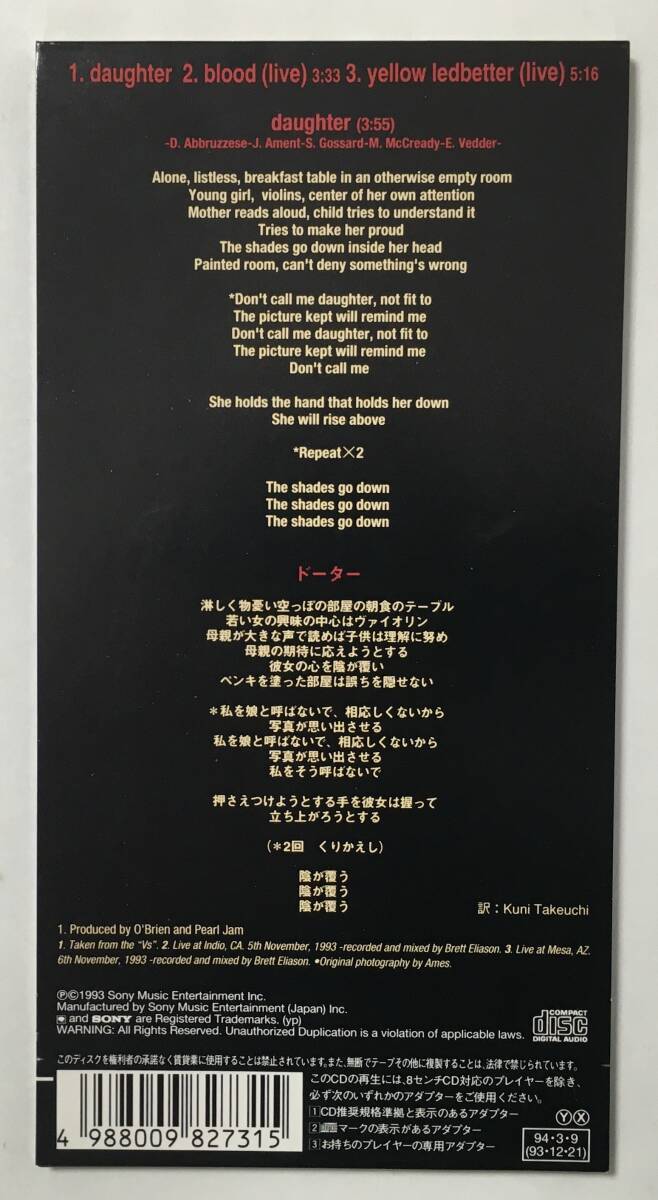 1. daughter 2. blood (live) 3:33 3. yellow ledbetter (live) 5:16
daughter (3:55)
-D. Abbruzzese-J. Ament-S. Gossard-M. McCready-E. Vedder-
Alone, listless, breakfast table in an otherwise empty room
Young girl, violins, center of her own attention
Mother reads aloud, child tries to understand it
Tries to make her proud
The shades go down inside her head
Painted room, can't deny something's wrong
*Don't call me daughter, not fit to
The picture kept will remind me
Don't call me daughter, not fit to
The picture kept will remind me
Don't call me
She holds the hand that holds her down
She will rise above
*Repeat×2
The shades go down
The shades go down
The shades go down
ドーター
淋しく物憂い空っぽの部屋の朝食のテーブル
若い女の興味の中心はヴァイオリン
母親が大きな声で読めば子供は理解に努め
母親の期待に応えようとする
彼女の心を陰が覆い
ペンキを塗った部屋は誤ちを隠せない
＊私を娘と呼ばないで、相応しくないから
写真が思い出させる
私を娘と呼ばないで、相応しくないから
写真が思い出させる
私をそう呼ばないで
押さえつけようとする手を彼女は握って
立ち上がろうとする
（＊2回　くりかえし）
陰が覆う
陰が覆う
陰が覆う
訳：Kuni Takeuchi
1. Produced by O'Brien and Pearl Jam
1. Taken from the "Vs". 2. Live at Indio, CA. 5th November, 1993 -recorded and mixed by Brett Eliason. 3. Live at Mesa, AZ.
6th November, 1993 -recorded and mixed by Brett Eliason. •Original photography by Ames.
℗©1993 Sony Music Entertainment Inc.
Manufactured by Sony Music Entertainment (Japan) Inc.
and SONY are Registered Trademarks. (yp)
WARNING: All Rights Reserved. Unauthorized Duplication is a violation of applicable laws.
COMPACT
disc
DIGITAL AUDIO
このディスクを権利者の承諾なく賃貸業に使用することは禁止されています。また、無断でテープその他に複製することは、法律で禁じられています。
このCDの再生には、8センチCD対応のプレイヤーを除き、
必ず次のいずれかのアダプターをご使用ください。
1 CD推奨規格準拠と表示のあるアダプター
2 マークの表示があるアダプター
3 お持ちのプレイヤーの専用アダプター
Y X
94・3・9
(93・12・21)
4 988009 827315